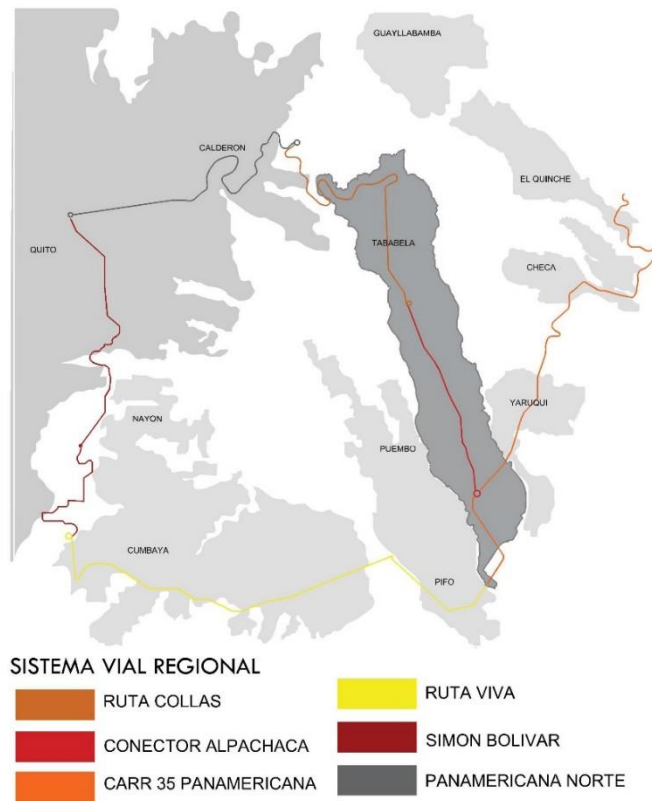 GUAYLLABAMBA
CALDERON
EL QUINCHE
QUITO
TABABELA
CHECA
YARUQUI
NAYON
PUEMBO
CUMBAYA
PIFO
SISTEMA VIAL REGIONAL
RUTA COLLAS
CONECTOR ALPACHACA
CARR 35 PANAMERICANA
RUTA VIVA
SIMON BOLIVAR
PANAMERICANA NORTE